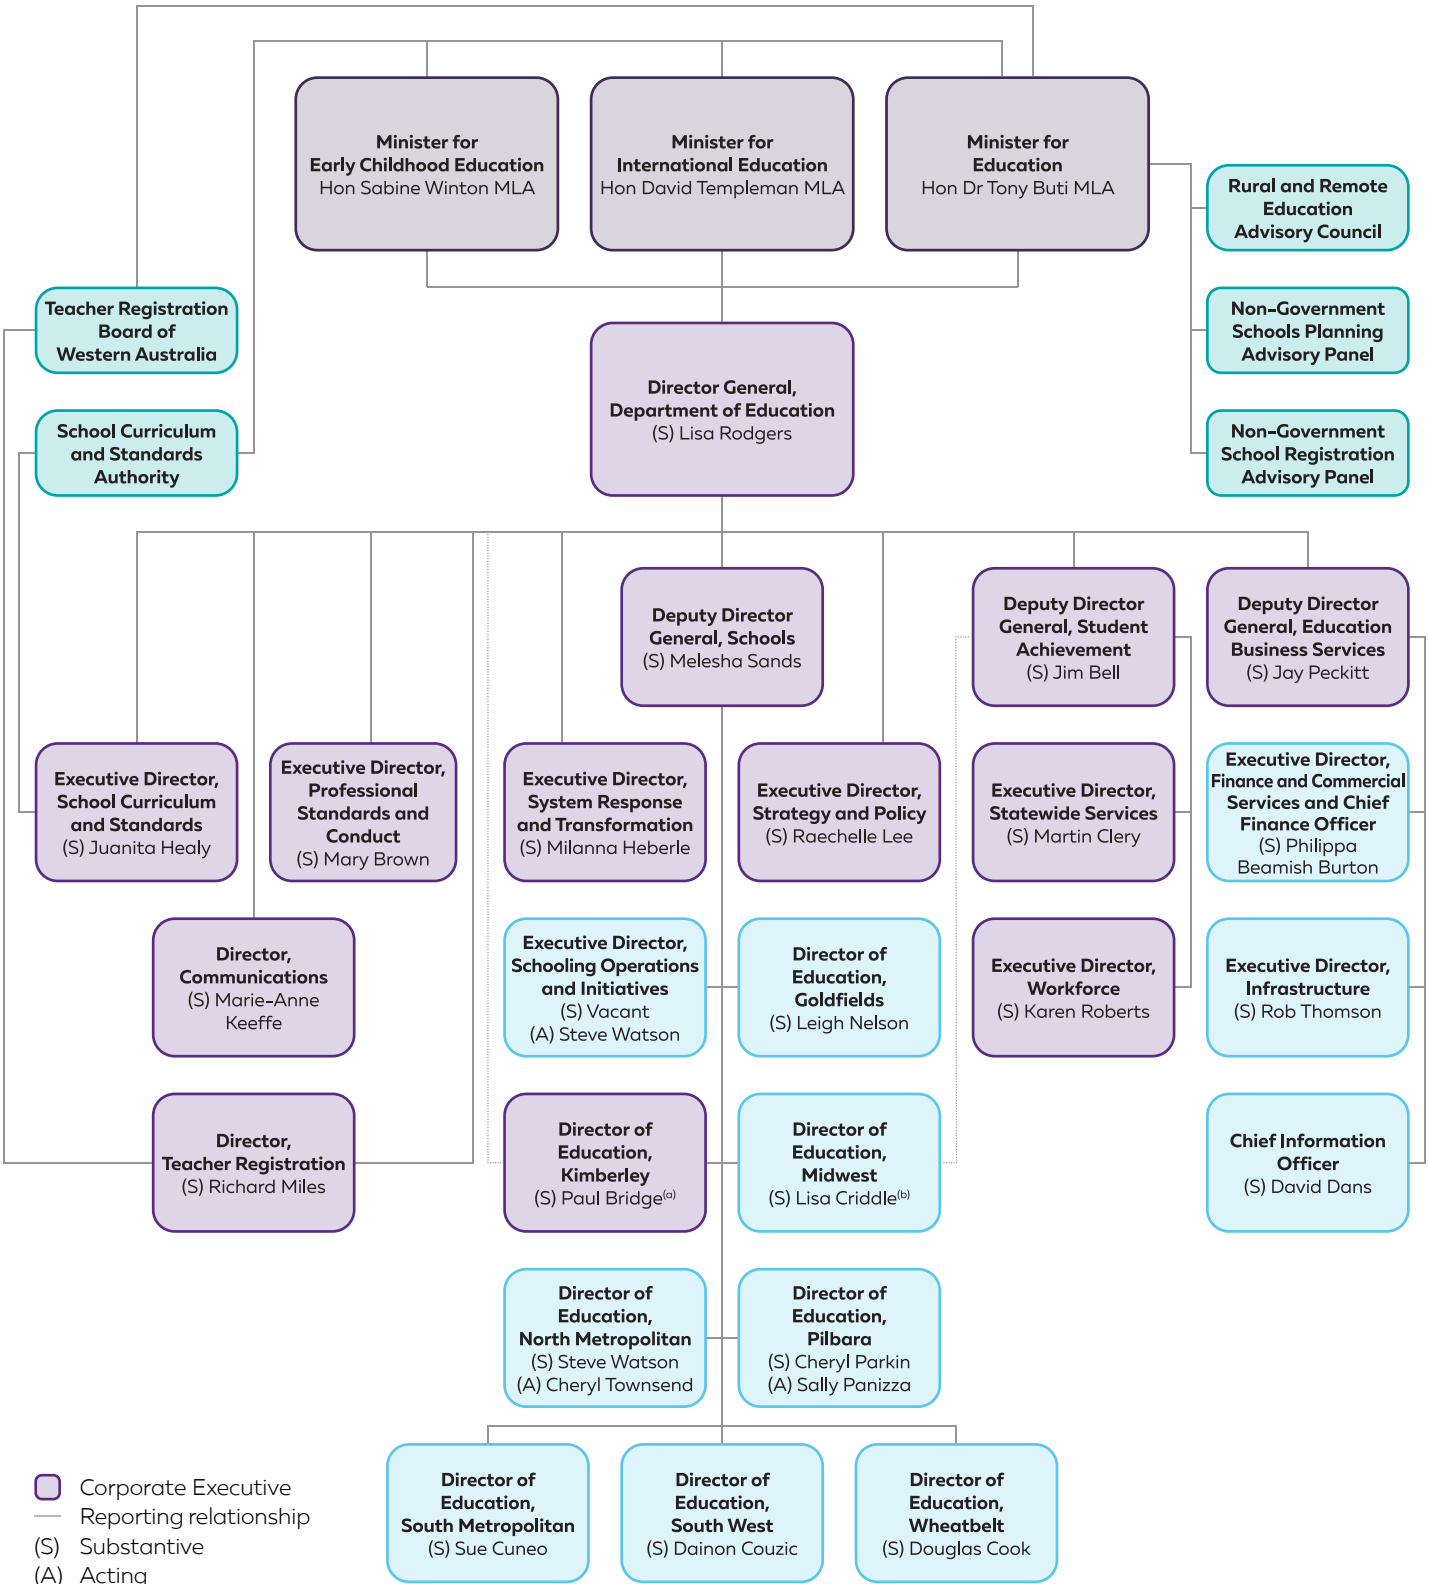 Minister for
Early Childhood Education
Hon Sabine Winton MLA
Minister for
International Education
Hon David Templeman MLA
Minister for
Education
Hon Dr Tony Buti MLA
Rural and Remote
Education
Advisory Council
Teacher Registration
Board of
Western Australia
Non-Government
Schools Planning
Advisory Panel
Director General,
Department of Education
(S) Lisa Rodgers
School Curriculum
and Standards
Authority
Non-Government
School Registration
Advisory Panel
Deputy Director
General, Schools
(S) Melesha Sands
Deputy Director
General, Student
Achievement
(S) Jim Bell
Deputy Director
General, Education
Business Services
(S) Jay Peckitt
Executive Director,
School Curriculum
and Standards
(S) Juanita Healy
Executive Director,
Professional
Standards and
Conduct
(S) Mary Brown
Executive Director,
System Response
and Transformation
(S) Milanna Heberle
Executive Director,
Strategy and Policy
(S) Raechelle Lee
Executive Director,
Statewide Services
(S) Martin Clery
Executive Director,
Finance and Commercial
Services and Chief
Finance Officer
(S) Philippa
Beamish Burton
Director,
Communications
(S) Marie-Anne
Keeffe
Executive Director,
Schooling Operations
and Initiatives
(S) Vacant
(A) Steve Watson
Director of
Education,
Goldfields
(S) Leigh Nelson
Executive Director,
Workforce
(S) Karen Roberts
Executive Director,
Infrastructure
(S) Rob Thomson
Director,
Teacher Registration
(S) Richard Miles
Director of
Education,
Kimberley
(S) Paul Bridge(a)
Director of
Education,
Midwest
(S) Lisa Criddle(b)
Chief Information
Officer
(S) David Dans
Director of
Education,
North Metropolitan
(S) Steve Watson
(A) Cheryl Townsend
Director of
Education,
Pilbara
(S) Cheryl Parkin
(A) Sally Panizza
Director of
Education,
South Metropolitan
(S) Sue Cuneo
Director of
Education,
South West
(S) Dainon Couzic
Director of
Education,
Wheatbelt
(S) Douglas Cook
Corporate Executive
Reporting relationship
(S) Substantive
(A) Acting